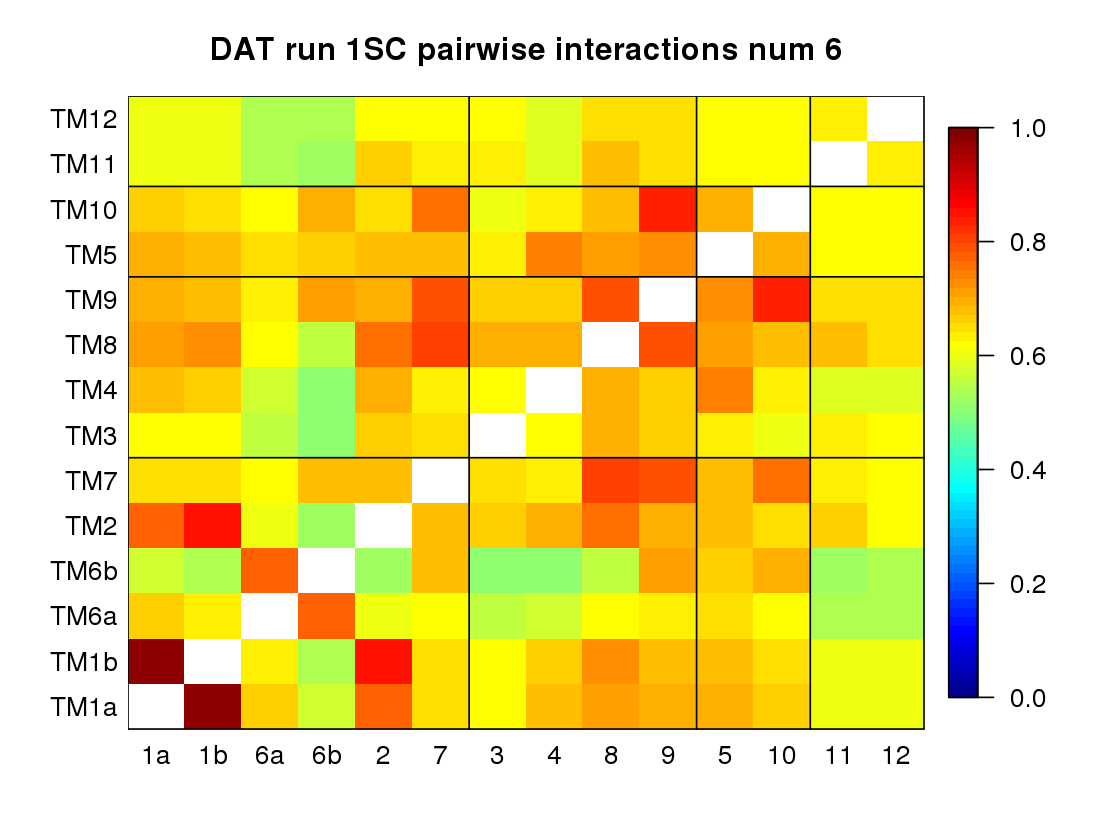 DAT run 1SC pairwise interactions num 6
TM12
TM11
TM10
TM5
TM9
TM8
TM4
TM3
TM7
TM2
TM6b
TM6a
TM1b
TM1a
1a 1b 6a 6b 2 7 3 4 8 9 5 10 11 12
1.0
0.8
0.6
0.4
0.2
0.0